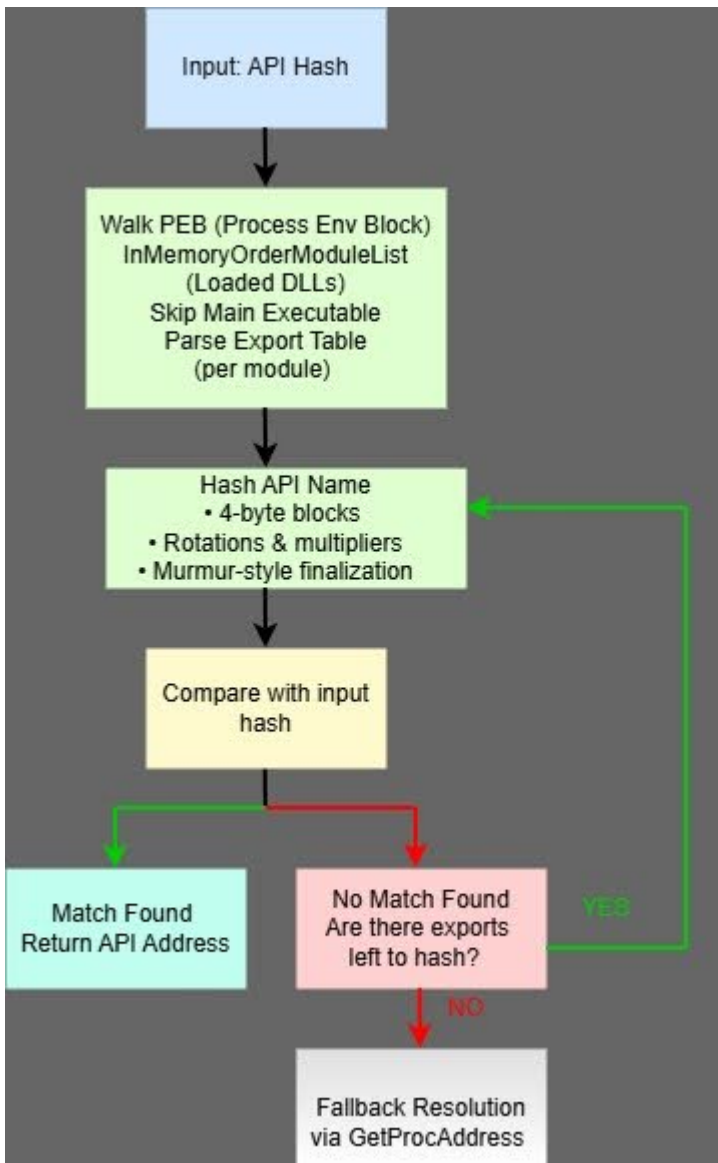 Input: API Hash
Walk PEB (Process Env Block)
InMemoryOrderModuleList
(Loaded DLLs)
Skip Main Executable
Parse Export Table
(per module)
Hash API Name
• 4-byte blocks
• Rotations & multipliers
• Murmur-style finalization
Compare with input
hash
Match Found
Return API Address
No Match Found
Are there exports
left to hash?
YES
NO
Fallback Resolution
via GetProcAddress